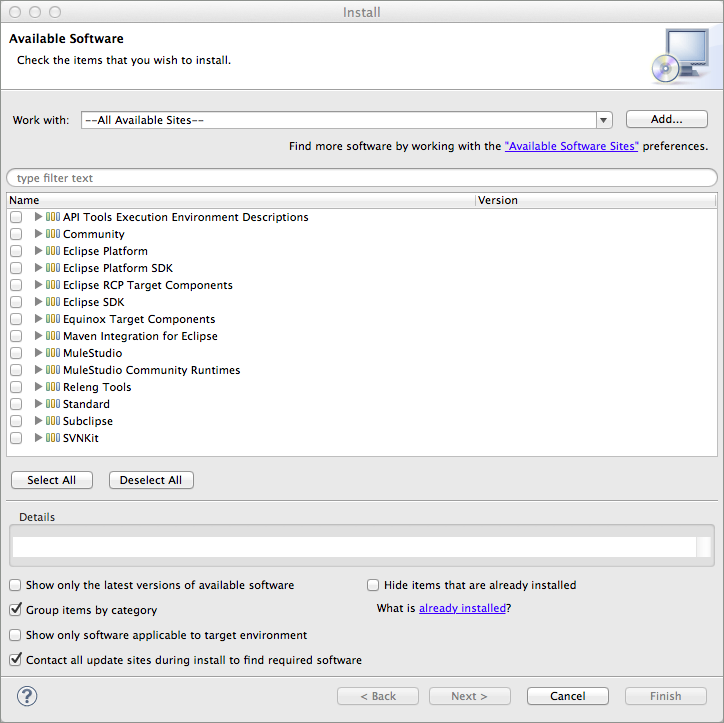 Install
Available Software
Check the items that you wish to install.
Work with: --All Available Sites-- Add...
Find more software by working with the "Available Software Sites" preferences.
type filter text
Name Version
API Tools Execution Environment Descriptions
Community
Eclipse Platform
Eclipse Platform SDK
Eclipse RCP Target Components
Eclipse SDK
Equinox Target Components
Maven Integration for Eclipse
MuleStudio
MuleStudio Community Runtimes
Releng Tools
Standard
Subclipse
SVNKit
Select All Deselect All
Details
Show only the latest versions of available software Hide items that are already installed
Group items by category What is already installed?
Show only software applicable to target environment
Contact all update sites during install to find required software
? < Back Next > Cancel Finish